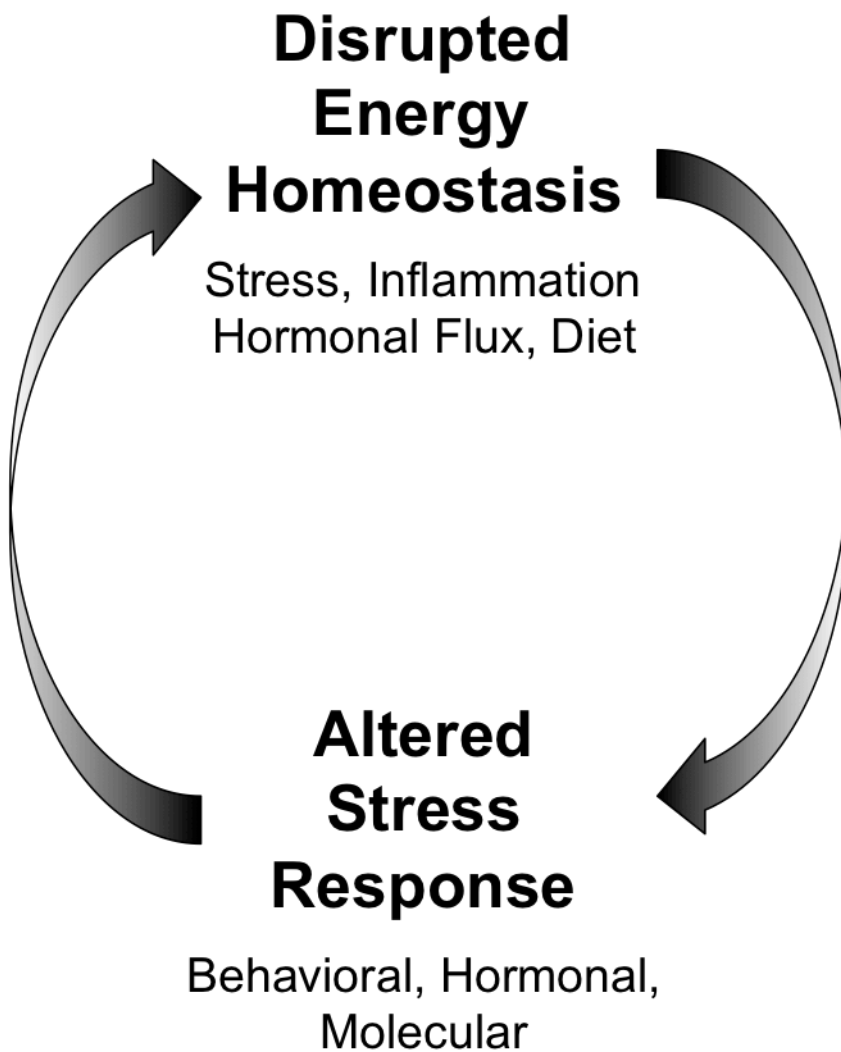 Disrupted
Energy
Homeostasis
Stress, Inflammation
Hormonal Flux, Diet
Altered
Stress
Response
Behavioral, Hormonal,
Molecular